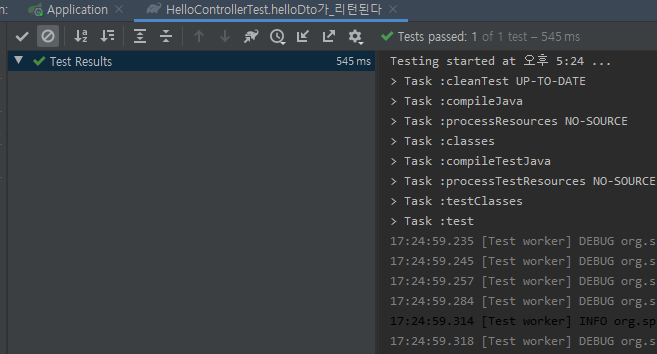 n: Application × HelloControllerTest.helloDto가_리턴된다 ×
Tests passed: 1 of 1 test – 545 ms
Test Results 545 ms
Testing started at 오후 5:24 ...
> Task :cleanTest UP-TO-DATE
> Task :compileJava
> Task :processResources NO-SOURCE
> Task :classes
> Task :compileTestJava
> Task :processTestResources NO-SOURCE
> Task :testClasses
> Task :test
17:24:59.235 [Test worker] DEBUG org.s
17:24:59.245 [Test worker] DEBUG org.s
17:24:59.257 [Test worker] DEBUG org.s
17:24:59.284 [Test worker] DEBUG org.s
17:24:59.314 [Test worker] INFO org.sp
17:24:59.318 [Test worker] DEBUG org.s